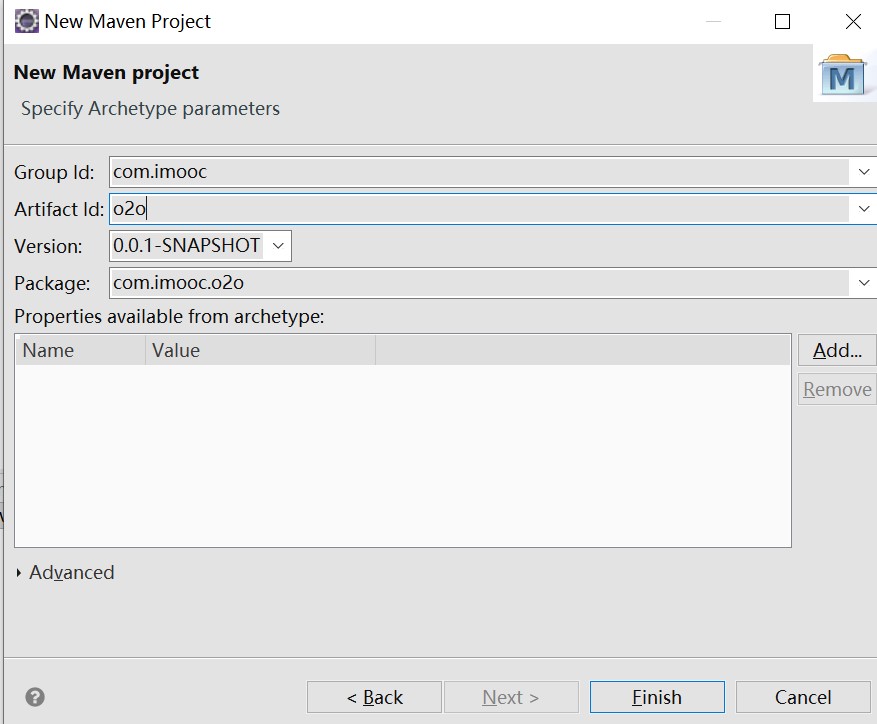 New Maven Project
New Maven project
Specify Archetype parameters
Group Id: com.imooc
Artifact Id: o2o
Version: 0.0.1-SNAPSHOT
Package: com.imooc.o2o
Properties available from archetype:
Name Value
Add...
Remove
Advanced
< Back Next > Finish Cancel